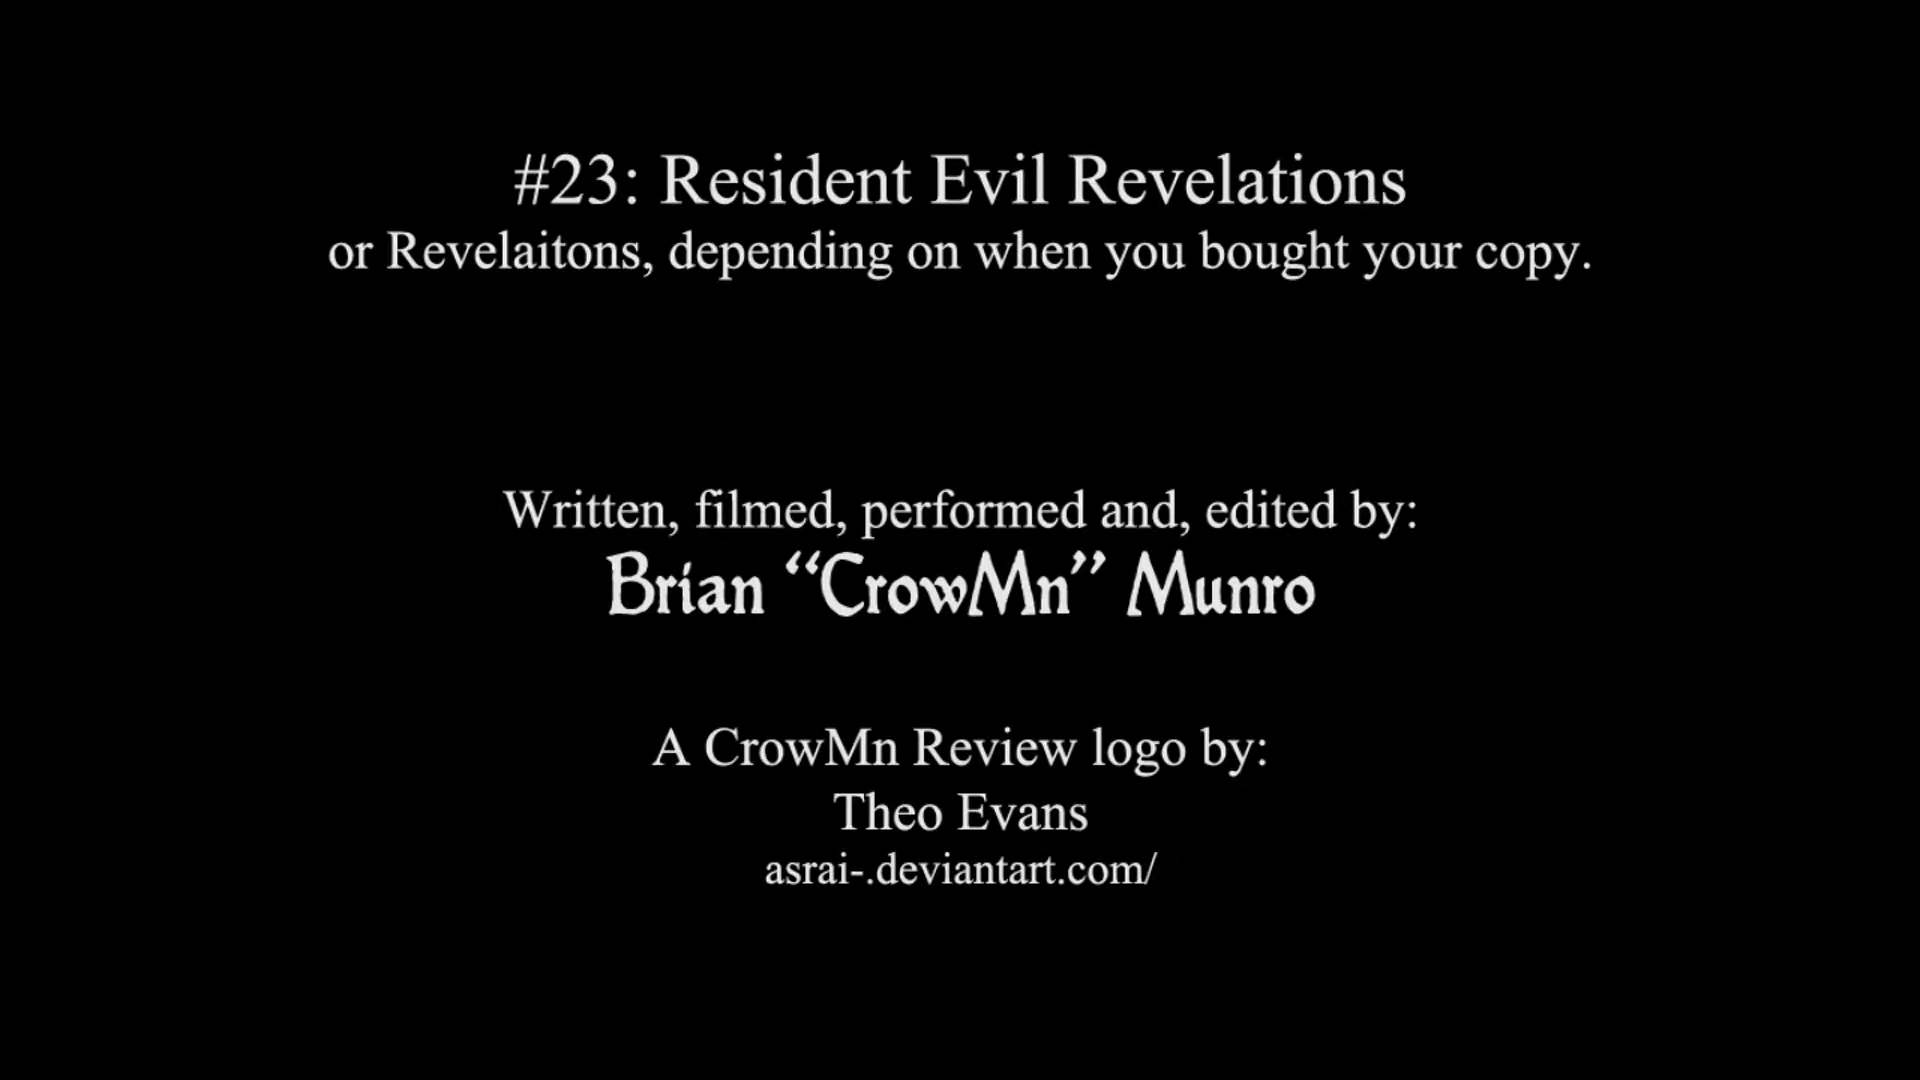 #23: Resident Evil Revelations
or Revelaitons, depending on when you bought your copy.
Written, filmed, performed and, edited by:
Brian “CrowMn” Munro
A CrowMn Review logo by:
Theo Evans
asrai-.deviantart.com/